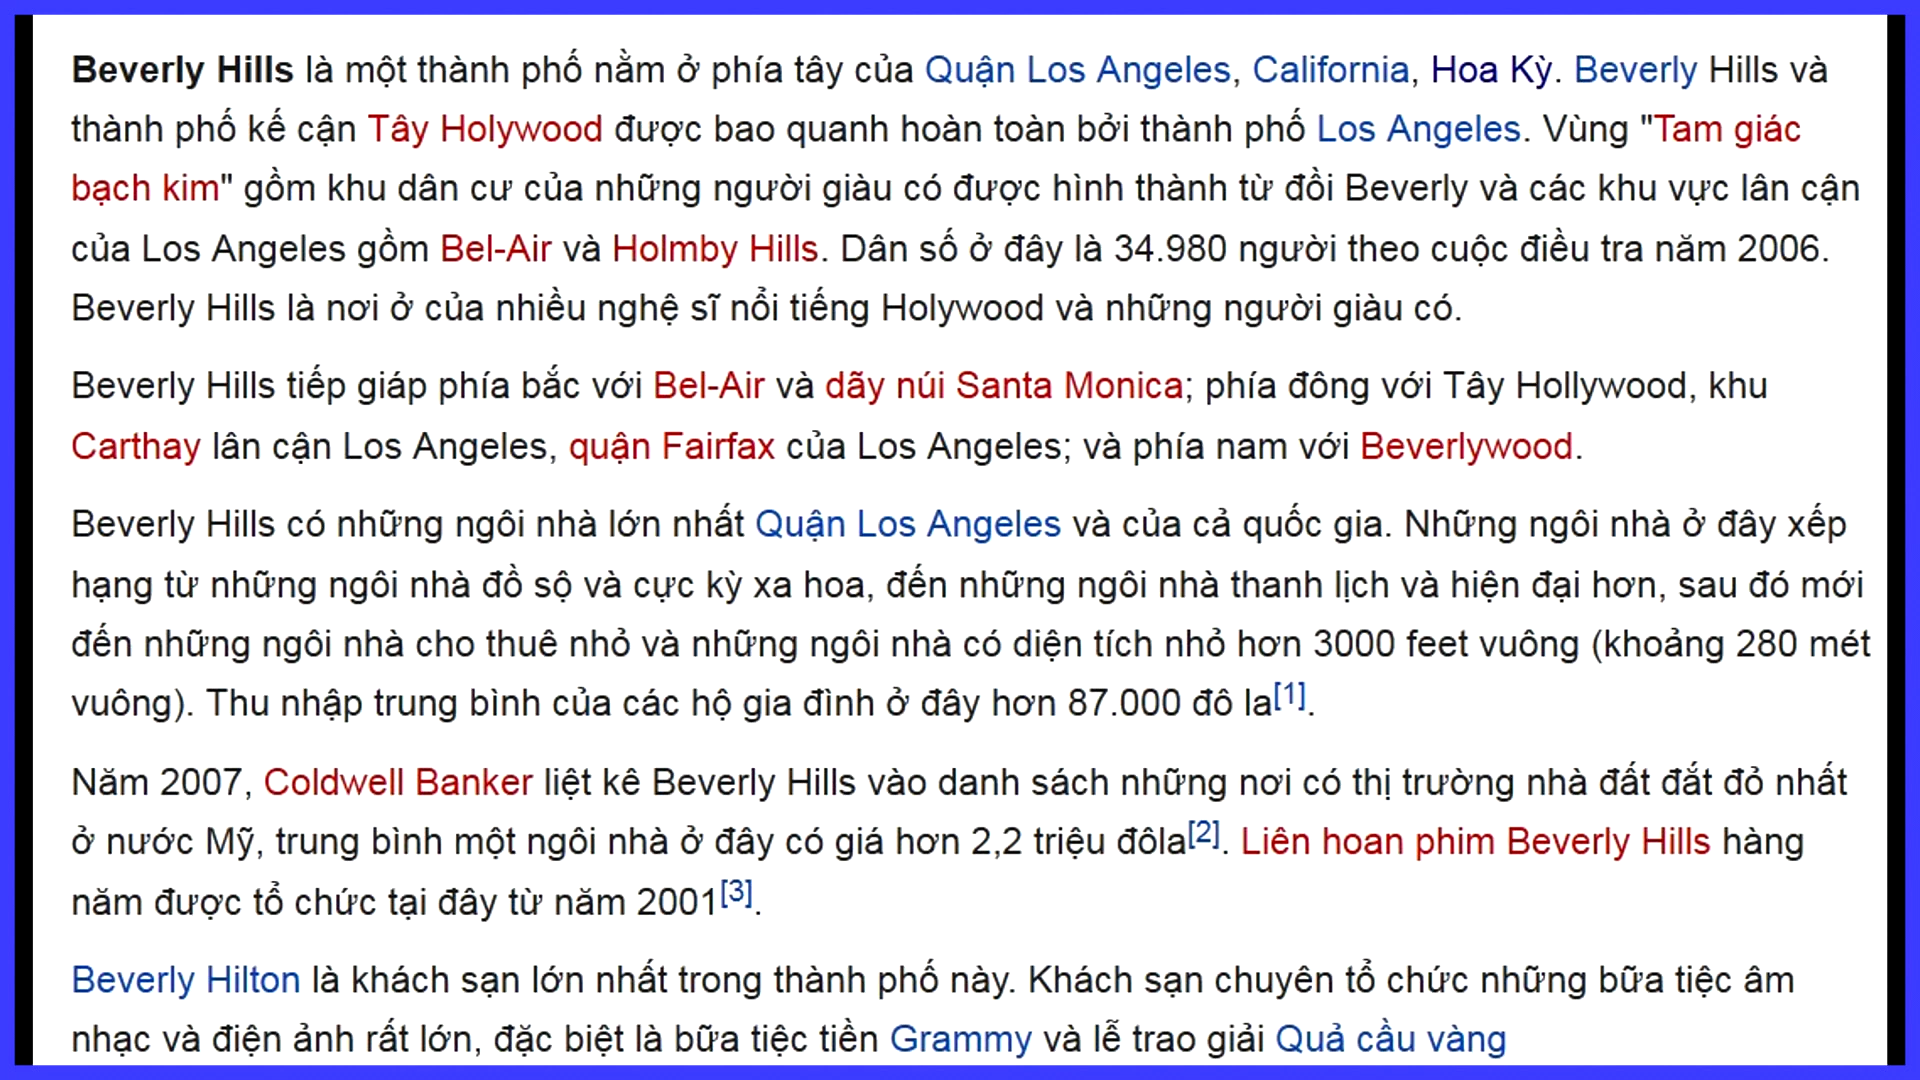 Beverly Hills là một thành phố nằm ở phía tây của Quận Los Angeles, California, Hoa Kỳ. Beverly Hills và
thành phố kế cận Tây Holywood được bao quanh hoàn toàn bởi thành phố Los Angeles. Vùng "Tam giác
bạch kim" gồm khu dân cư của những người giàu có được hình thành từ đồi Beverly và các khu vực lân cận
của Los Angeles gồm Bel-Air và Holmby Hills. Dân số ở đây là 34.980 người theo cuộc điều tra năm 2006.
Beverly Hills là nơi ở của nhiều nghệ sĩ nổi tiếng Holywood và những người giàu có.
Beverly Hills tiếp giáp phía bắc với Bel-Air và dãy núi Santa Monica; phía đông với Tây Hollywood, khu
Carthay lân cận Los Angeles, quận Fairfax của Los Angeles; và phía nam với Beverlywood.
Beverly Hills có những ngôi nhà lớn nhất Quận Los Angeles và của cả quốc gia. Những ngôi nhà ở đây xếp
hạng từ những ngôi nhà đồ sộ và cực kỳ xa hoa, đến những ngôi nhà thanh lịch và hiện đại hơn, sau đó mới
đến những ngôi nhà cho thuê nhỏ và những ngôi nhà có diện tích nhỏ hơn 3000 feet vuông (khoảng 280 mét
vuông). Thu nhập trung bình của các hộ gia đình ở đây hơn 87.000 đô la[1].
Năm 2007, Coldwell Banker liệt kê Beverly Hills vào danh sách những nơi có thị trường nhà đất đắt đỏ nhất
ở nước Mỹ, trung bình một ngôi nhà ở đây có giá hơn 2,2 triệu đôla[2]. Liên hoan phim Beverly Hills hàng
năm được tổ chức tại đây từ năm 2001[3].
Beverly Hilton là khách sạn lớn nhất trong thành phố này. Khách sạn chuyên tổ chức những bữa tiệc âm
nhạc và điện ảnh rất lớn, đặc biệt là bữa tiệc tiền Grammy và lễ trao giải Quả cầu vàng